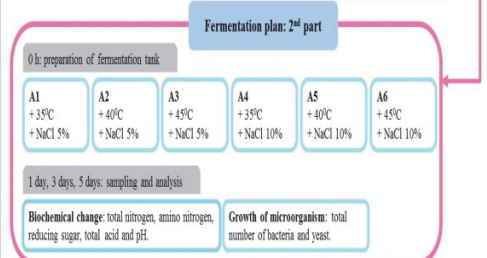 Fermentation plan: 2nd part
0 h: preparation of fermentation tank
A1
+ 35⁰C
+ NaCl 5%
A2
+ 40⁰C
+ NaCl 5%
A3
+ 45⁰C
+ NaCl 5%
A4
+ 35⁰C
+ NaCl 10%
A5
+ 40⁰C
+ NaCl 10%
A6
+ 45⁰C
+ NaCl 10%
1 day, 3 days, 5 days: sampling and analysis
Biochemical change: total nitrogen, amino nitrogen,
reducing sugar, total acid and pH.
Growth of microorganism: total
number of bacteria and yeast.